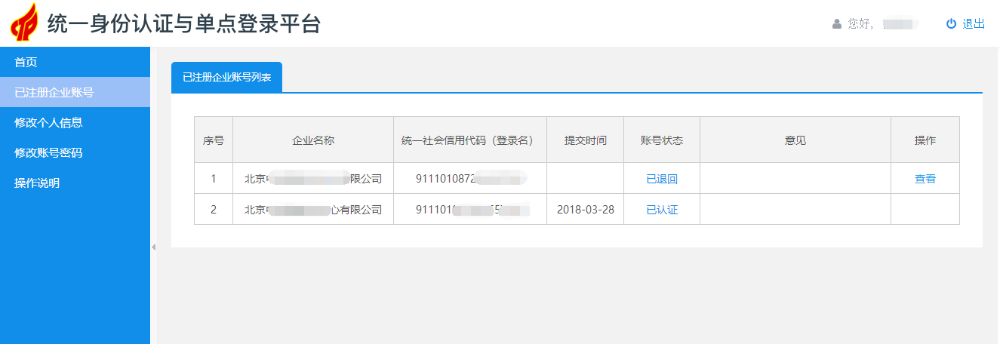 统一身份认证与单点登录平台
您好，
退出
首页
已注册企业账号
修改个人信息
修改账号密码
操作说明
已注册企业账号列表
序号 企业名称 统一社会信用代码（登录名） 提交时间 账号状态 意见 操作
1 北京 限公司 9111010872 已退回 查看
2 北京 心有限公司 911101 2018-03-28 已认证